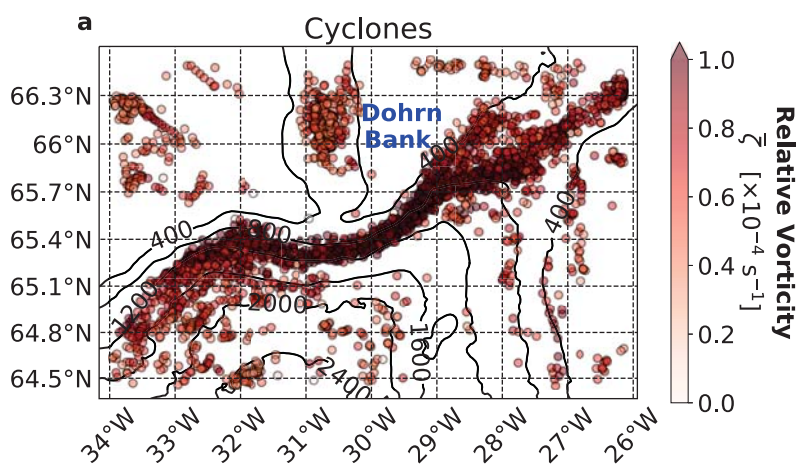 a
Cyclones
66.3°N
66°N
65.7°N
65.4°N
65.1°N
64.8°N
64.5°N
34°W
33°W
32°W
31°W
30°W
29°W
28°W
27°W
26°W
Dohrn
Bank
400
400
400
2000
1600
2400
1.0
0.8
0.6
0.4
0.2
0.0
Relative Vorticity
ζ̅ [×10⁻⁴ s⁻¹]